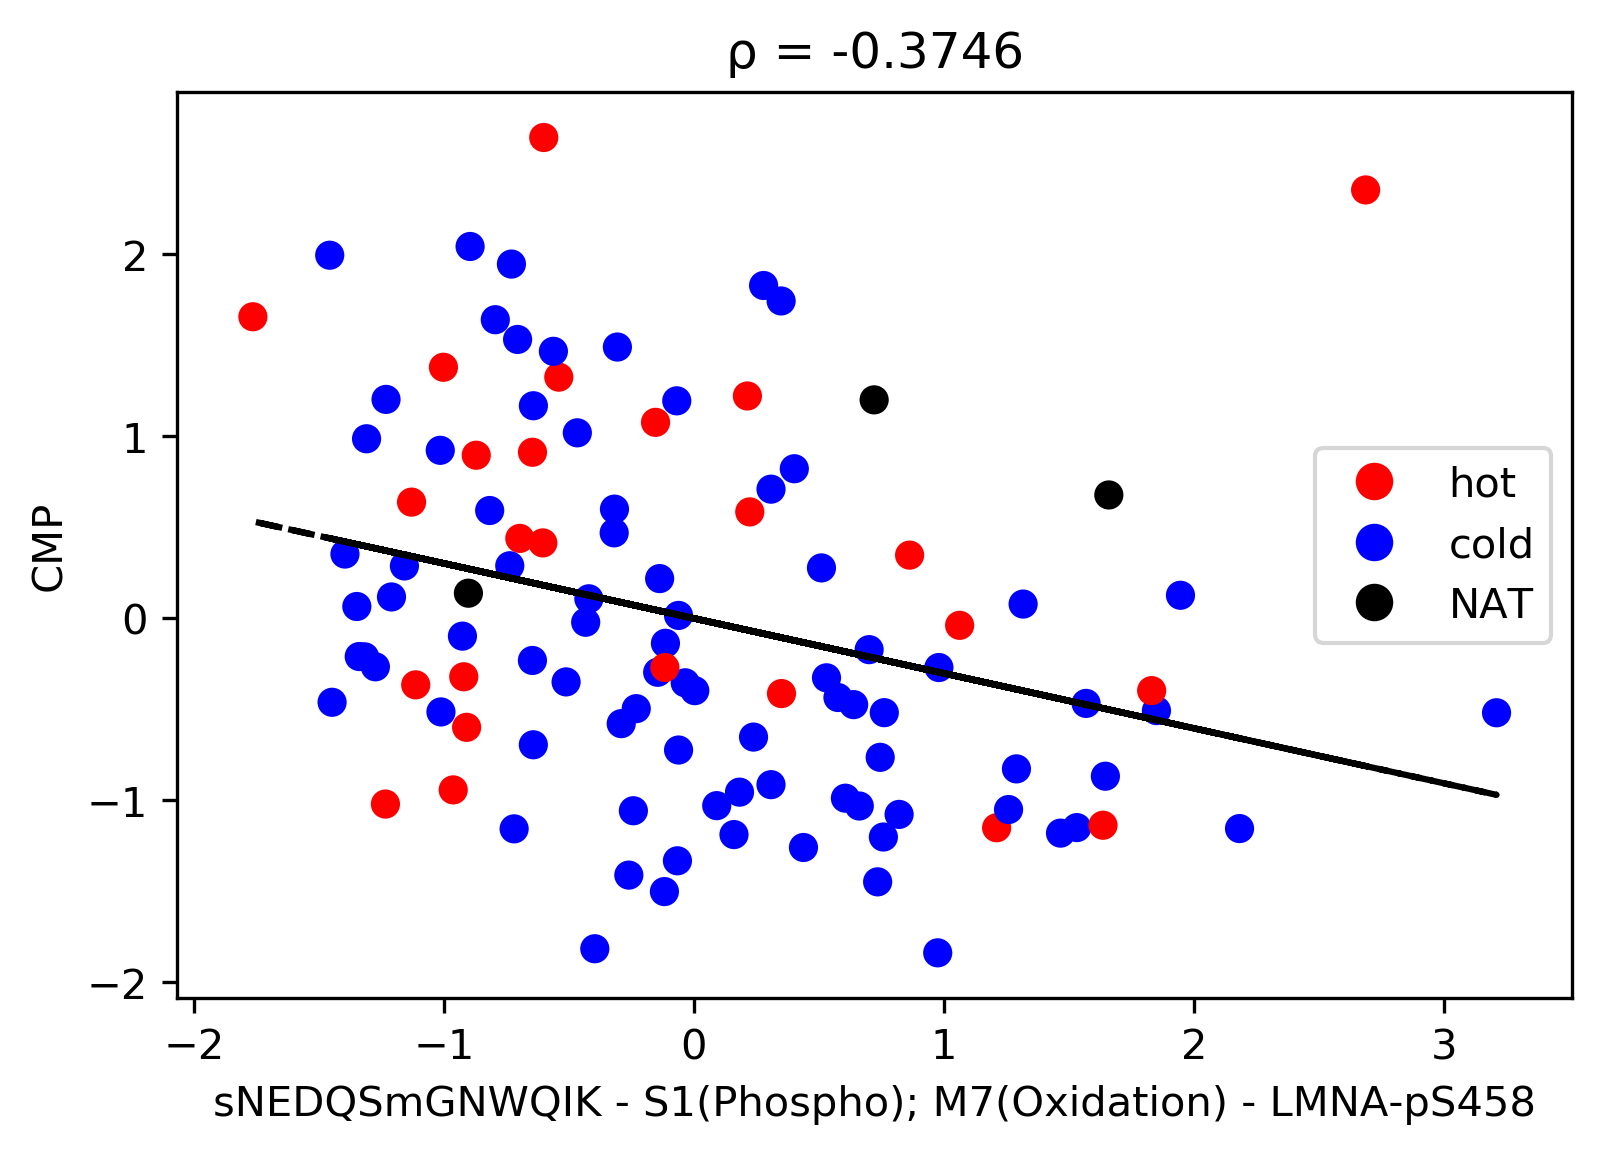 ρ = -0.3746
CMP
2
1
0
−1
−2
hot
cold
NAT
−2 −1 0 1 2 3
sNEDQSmGNWQIK - S1(Phospho); M7(Oxidation) - LMNA-pS458